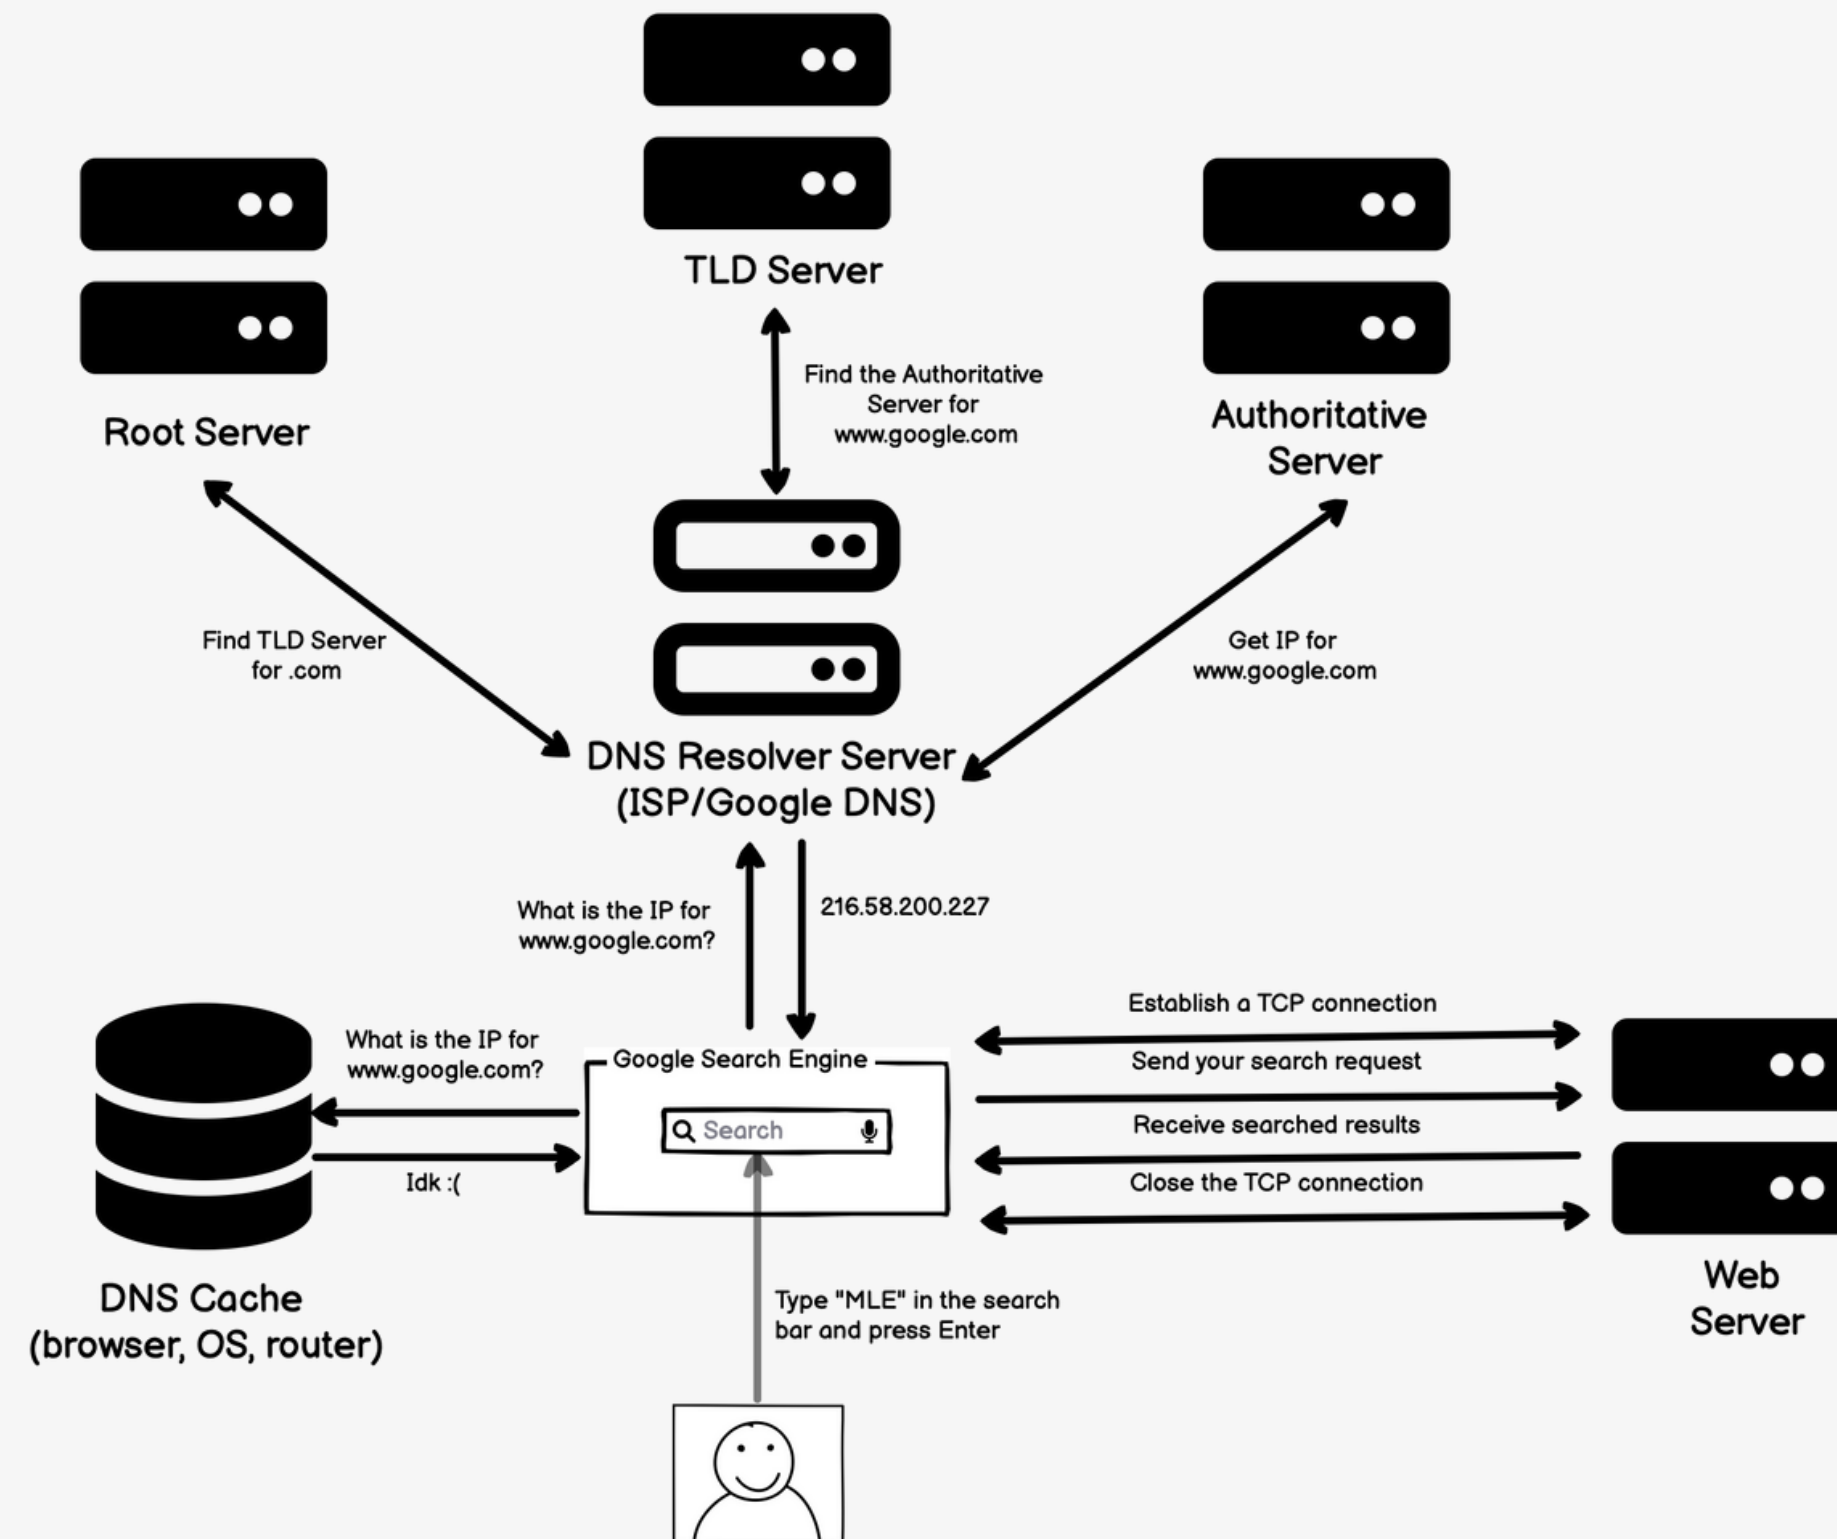 TLD Server
Root Server
Authoritative
Server
Find the Authoritative
Server for
www.google.com
Find TLD Server
for .com
Get IP for
www.google.com
DNS Resolver Server
(ISP/Google DNS)
What is the IP for
www.google.com?
216.58.200.227
What is the IP for
www.google.com?
Idk :(
DNS Cache
(browser, OS, router)
Google Search Engine
Search
Establish a TCP connection
Send your search request
Receive searched results
Close the TCP connection
Web
Server
Type "MLE" in the search
bar and press Enter